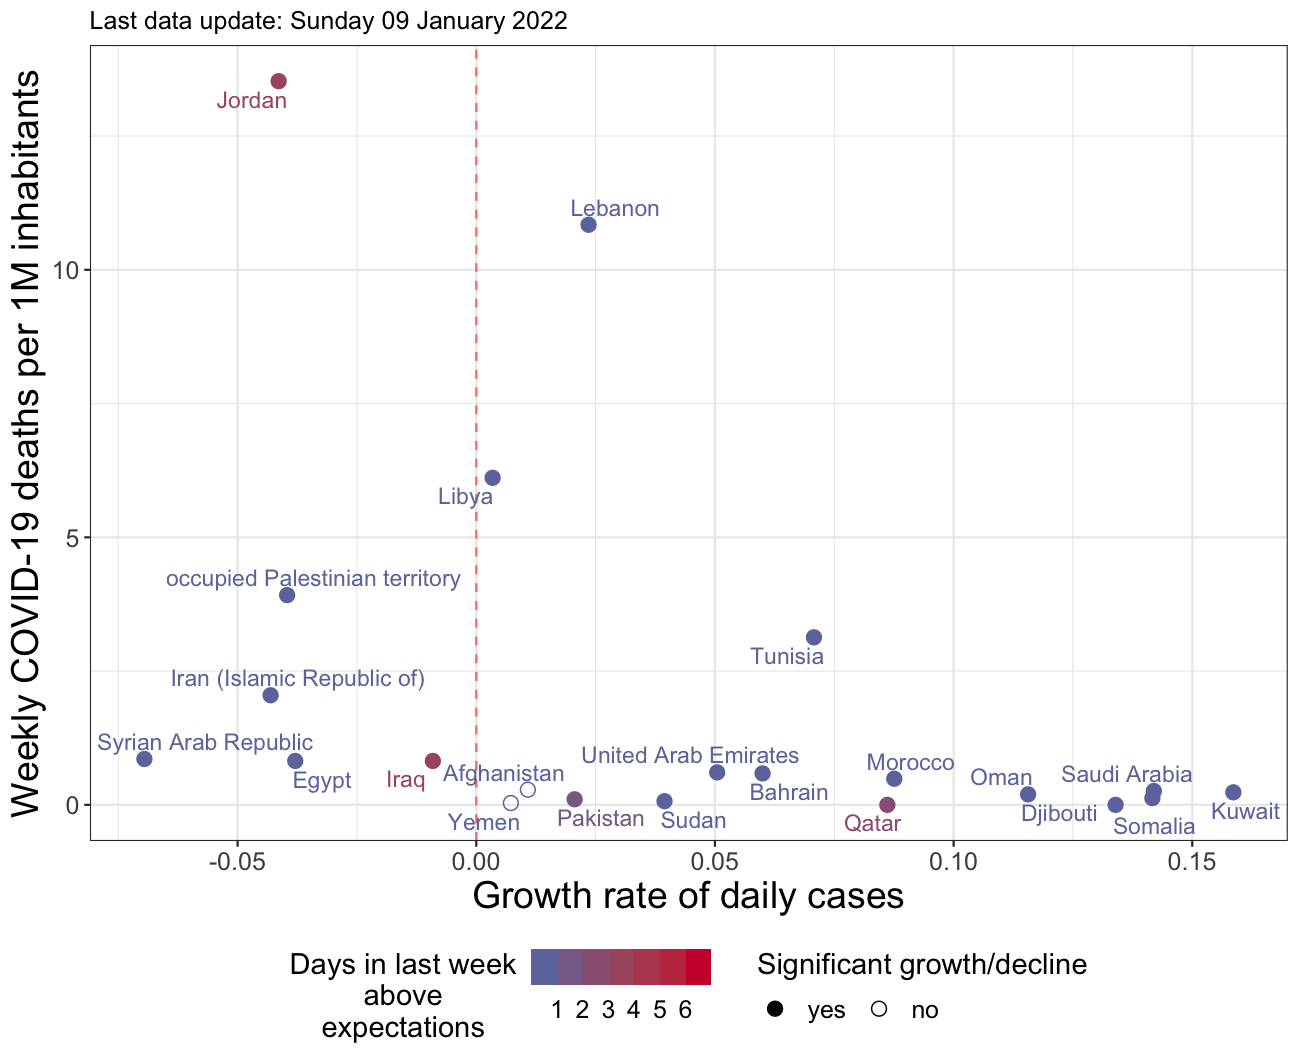 Last data update: Sunday 09 January 2022
Weekly COVID-19 deaths per 1M inhabitants
10
5
0
Jordan
Lebanon
Libya
occupied Palestinian territory
Tunisia
Iran (Islamic Republic of)
Syrian Arab Republic
Egypt
Iraq
Afghanistan
Yemen
United Arab Emirates
Pakistan
Sudan
Bahrain
Morocco
Qatar
Oman
Djibouti
Saudi Arabia
Somalia
Kuwait
-0.05 0.00 0.05 0.10 0.15
Growth rate of daily cases
Days in last week
above
expectations
1 2 3 4 5 6
Significant growth/decline
yes no